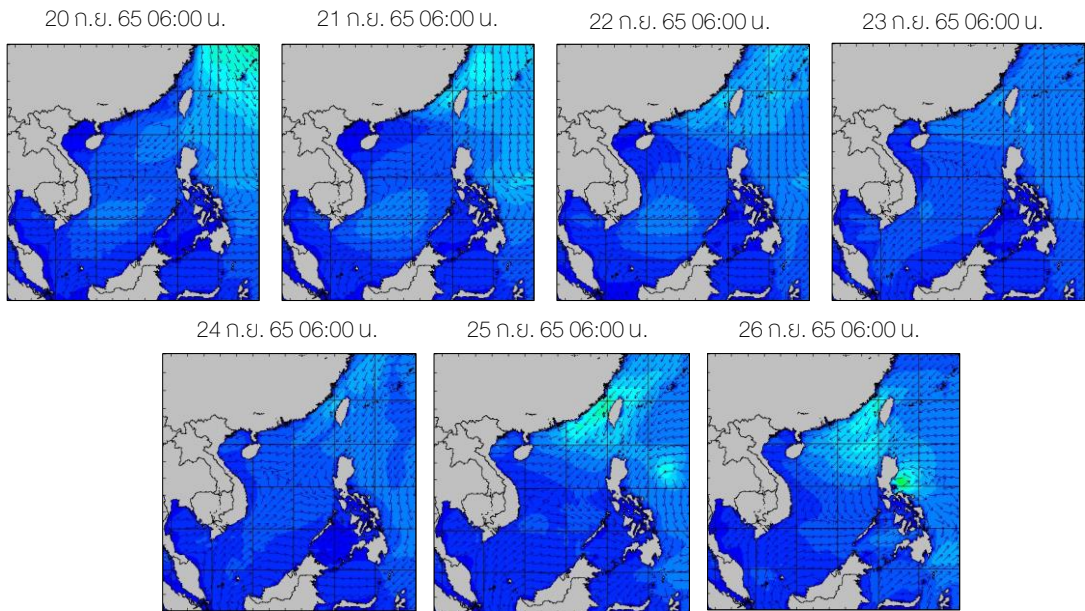 20 ก.ย. 65 06:00 น.
21 ก.ย. 65 06:00 น.
22 ก.ย. 65 06:00 น.
23 ก.ย. 65 06:00 น.
24 ก.ย. 65 06:00 น.
25 ก.ย. 65 06:00 น.
26 ก.ย. 65 06:00 น.